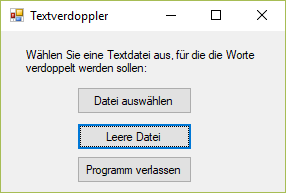 Textverdoppler
Wählen Sie eine Textdatei aus, für die die Worte
verdoppelt werden sollen:
Datei auswählen
Leere Datei
Programm verlassen